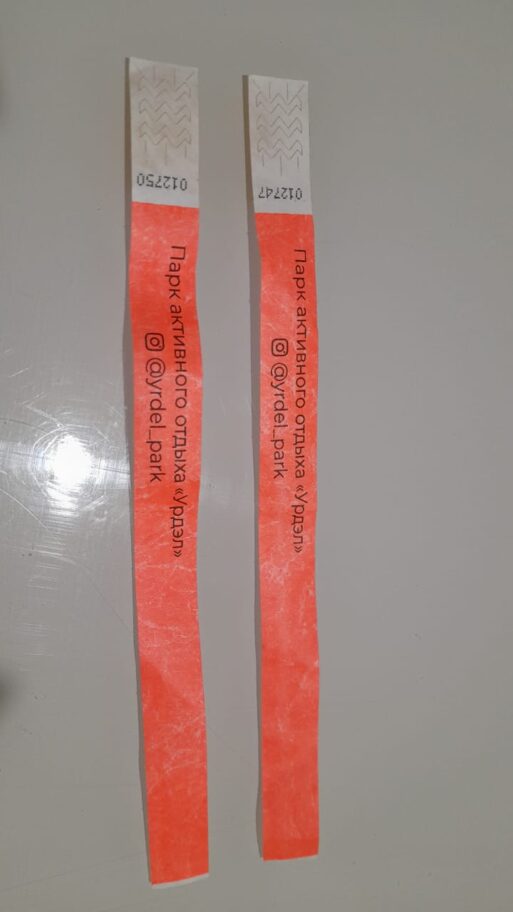 012750
Парк активного отдыха «Урдэл»
@yrdel_park
012747
Парк активного отдыха «Урдэл»
@yrdel_park